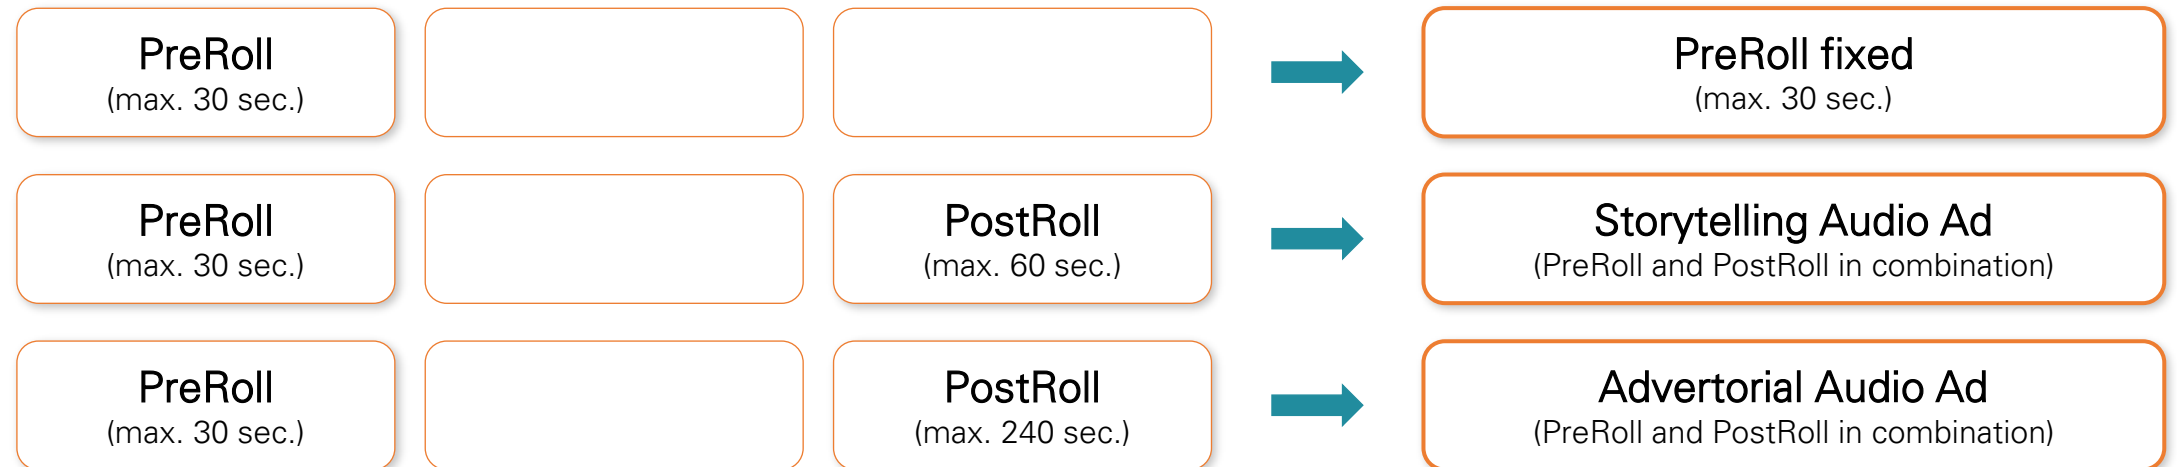 PreRoll
(max. 30 sec.)
PreRoll fixed
(max. 30 sec.)
PreRoll
(max. 30 sec.)
PostRoll
(max. 60 sec.)
Storytelling Audio Ad
(PreRoll and PostRoll in combination)
PreRoll
(max. 30 sec.)
PostRoll
(max. 240 sec.)
Advertorial Audio Ad
(PreRoll and PostRoll in combination)